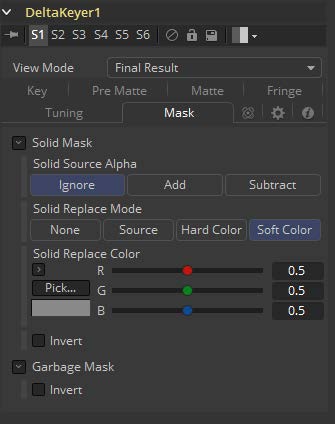 DeltaKeyer1
S1 S2 S3 S4 S5 S6
View Mode Final Result
Key Pre Matte Matte Fringe
Tuning Mask
Solid Mask
Solid Source Alpha
Ignore Add Subtract
Solid Replace Mode
None Source Hard Color Soft Color
Solid Replace Color
R 0.5
Pick... G 0.5
B 0.5
Invert
Garbage Mask
Invert